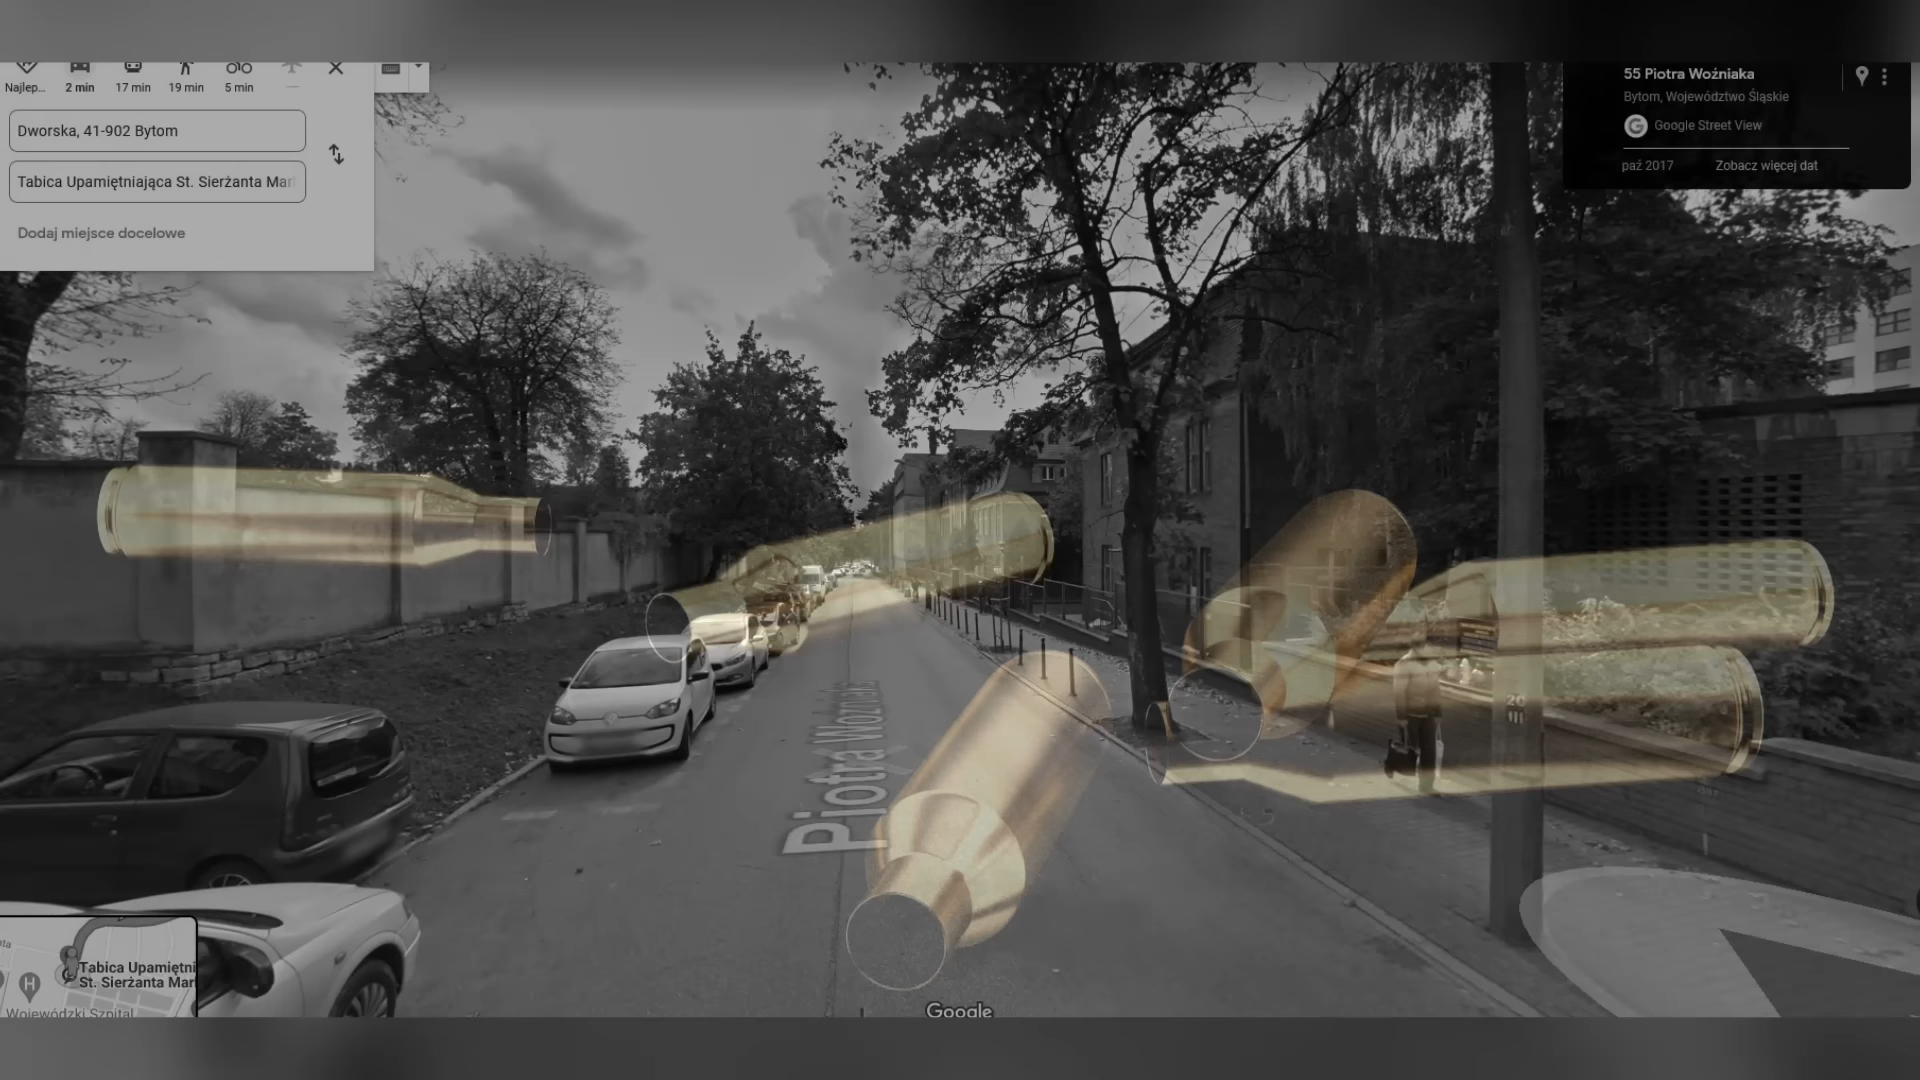 Najlep...
2 min
17 min
19 min
5 min
Dworska, 41-902 Bytom
Tabica Upamiętniająca St. Sierżanta Mar
Dodaj miejsce docelowe
55 Piotra Woźniaka
Bytom, Województwo Śląskie
Google Street View
paź 2017
Zobacz więcej dat
Piotra Woźniaka
20
Tabica Upamiętni
St. Sierżanta Mar
H
Wojewódzki Szpital
Google